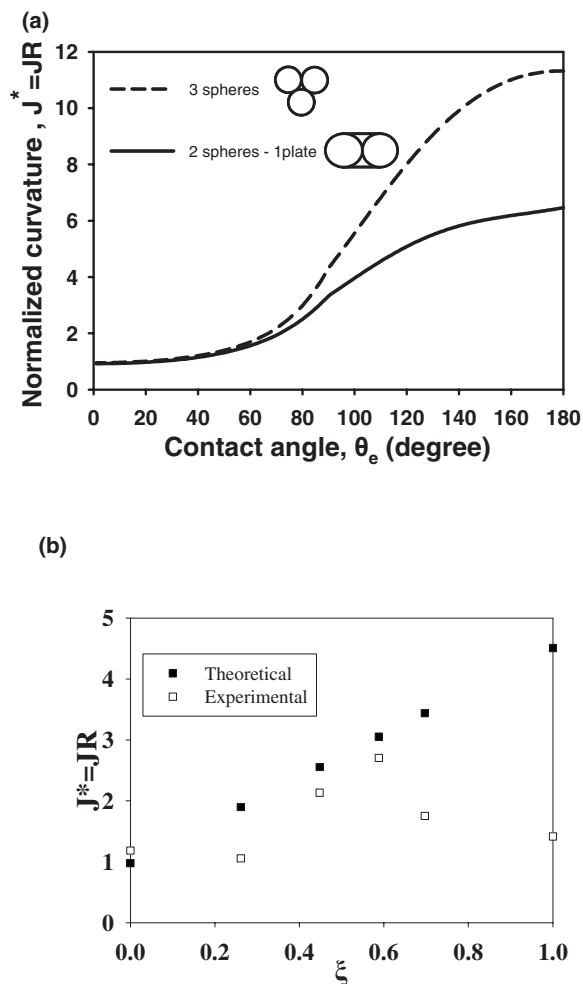 (a)
Normalized curvature , J* =JR
12
10
8
6
4
2
0
3 spheres
2 spheres - 1plate
0 20 40 60 80 100 120 140 160 180
Contact angle, θe (degree)
(b)
J*=JR
5
4
3
2
1
0
Theoretical
Experimental
0.0 0.2 0.4 0.6 0.8 1.0
ξ